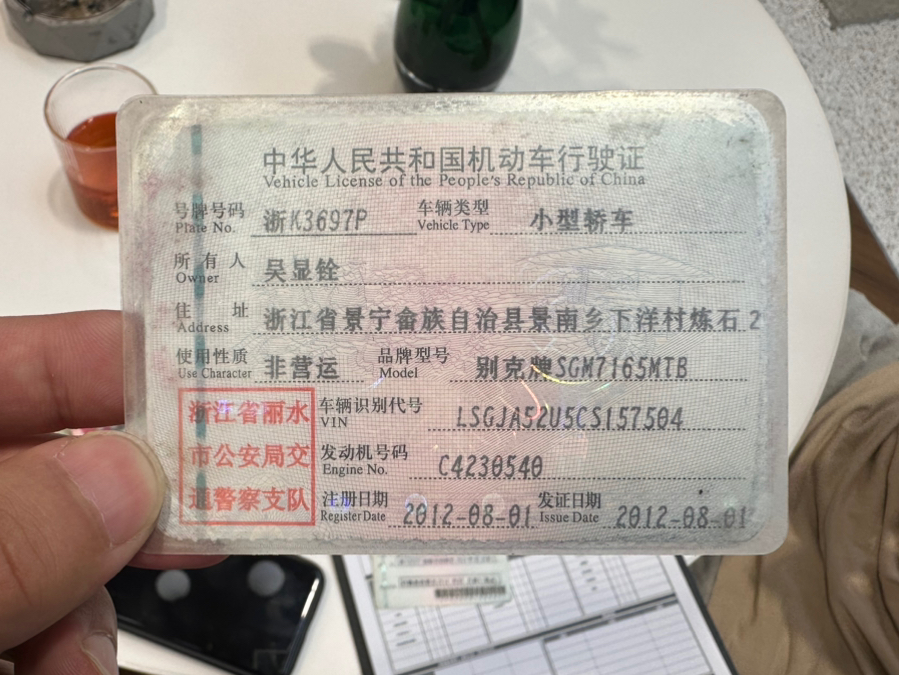 中华人民共和国机动车行驶证
Vehicle License of the People's Republic of China
号牌号码 Plate No. 浙K3697P 车辆类型 Vehicle Type 小型轿车
所有人 Owner 吴显铨
住址 Address 浙江省景宁畲族自治县景南乡下洋村炼石 2
使用性质 Use Character 非营运 品牌型号 Model 别克牌SGM7165MTB
车辆识别代号 VIN LSGJA52U5CS157504
发动机号码 Engine No. C4230540
注册日期 Register Date 2012-08-01 发证日期 Issue Date 2012-08-01
浙江省丽水
市公安局交
通警察支队